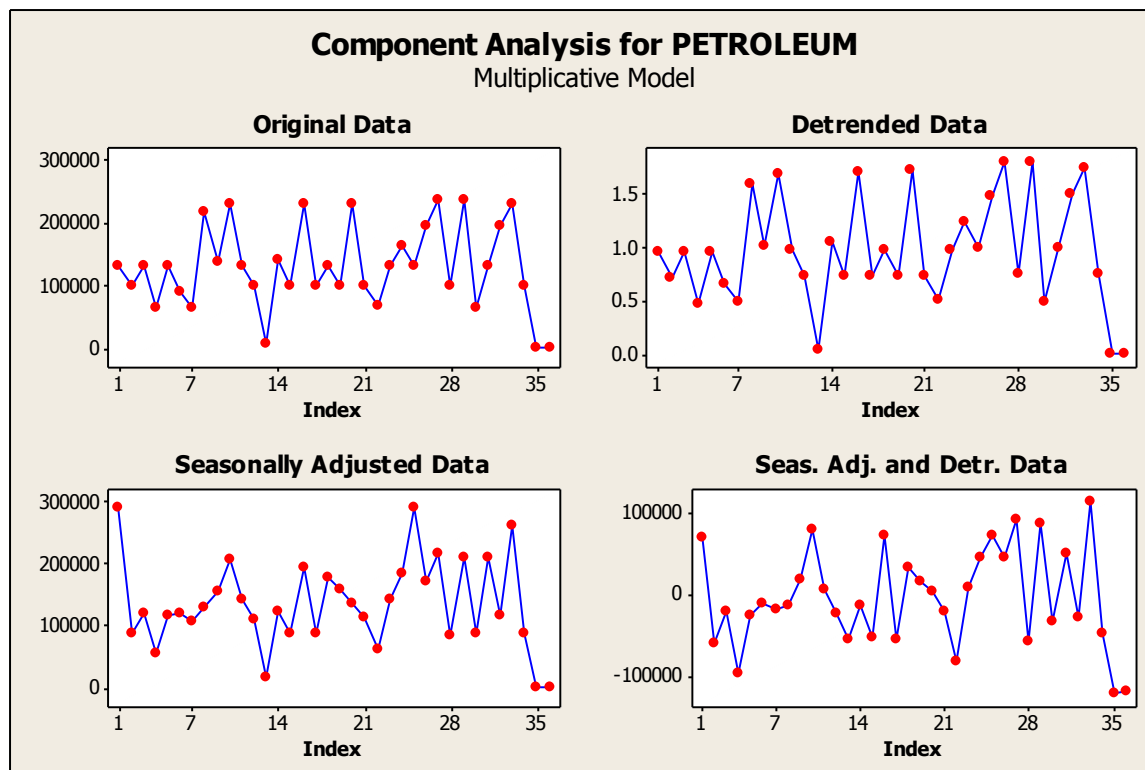 Component Analysis for PETROLEUM
Multiplicative Model
Original Data
300000
200000
100000
0
1 7 14 21 28 35
Index
Detrended Data
1.5
1.0
0.5
0.0
1 7 14 21 28 35
Index
Seasonally Adjusted Data
300000
200000
100000
0
1 7 14 21 28 35
Index
Seas. Adj. and Detr. Data
100000
0
-100000
1 7 14 21 28 35
Index